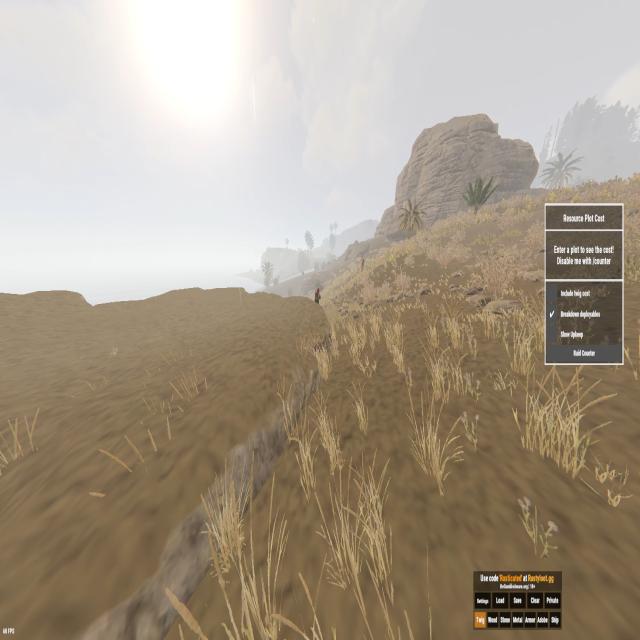 Resource Plot Cost
Enter a plot to see the cost!
Disable me with /counter
Include twig cost
✓ Breakdown deployables
Raid Counter
Use code 'Rusticated' at Rustyloot.gg
Settings Load Save Clear Private
Twig Wood Stone Metal Armor Adobe Skip
60 FPS